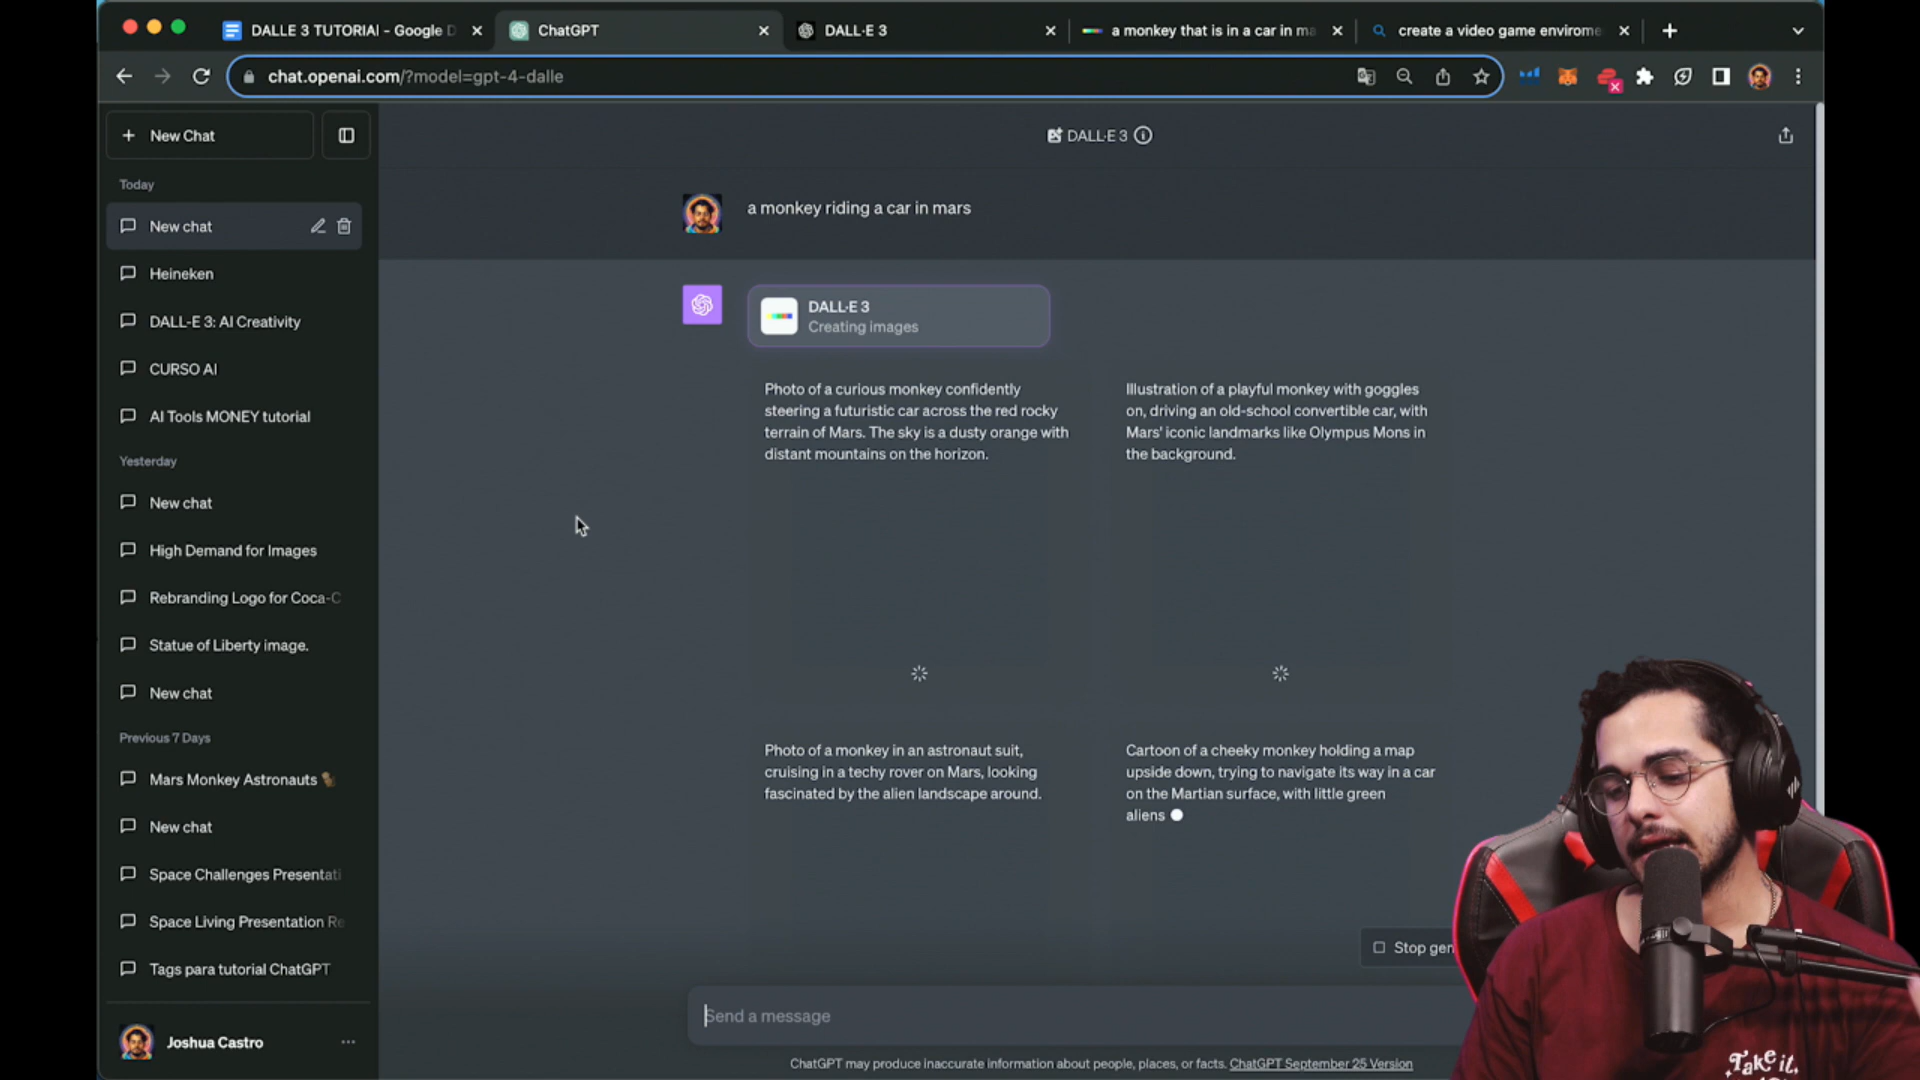 DALLE 3 TUTORIAl - Google D
ChatGPT
DALL·E 3
a monkey that is in a car in ma
create a video game envirome
chat.openai.com/?model=gpt-4-dalle
New Chat
DALL·E 3
Today
New chat
Heineken
DALL-E 3: AI Creativity
CURSO AI
AI Tools MONEY tutorial
Yesterday
New chat
High Demand for Images
Rebranding Logo for Coca-C
Statue of Liberty image.
New chat
Previous 7 Days
Mars Monkey Astronauts
New chat
Space Challenges Presentati
Space Living Presentation Re
Tags para tutorial ChatGPT
Joshua Castro
a monkey riding a car in mars
DALL·E 3
Creating images
Photo of a curious monkey confidently
steering a futuristic car across the red rocky
terrain of Mars. The sky is a dusty orange with
distant mountains on the horizon.
Illustration of a playful monkey with goggles
on, driving an old-school convertible car, with
Mars' iconic landmarks like Olympus Mons in
the background.
Photo of a monkey in an astronaut suit,
cruising in a techy rover on Mars, looking
fascinated by the alien landscape around.
Cartoon of a cheeky monkey holding a map
upside down, trying to navigate its way in a car
on the Martian surface, with little green
aliens
Stop gen
Send a message
ChatGPT may produce inaccurate information about people, places, or facts. ChatGPT September 25 Version
Take it,